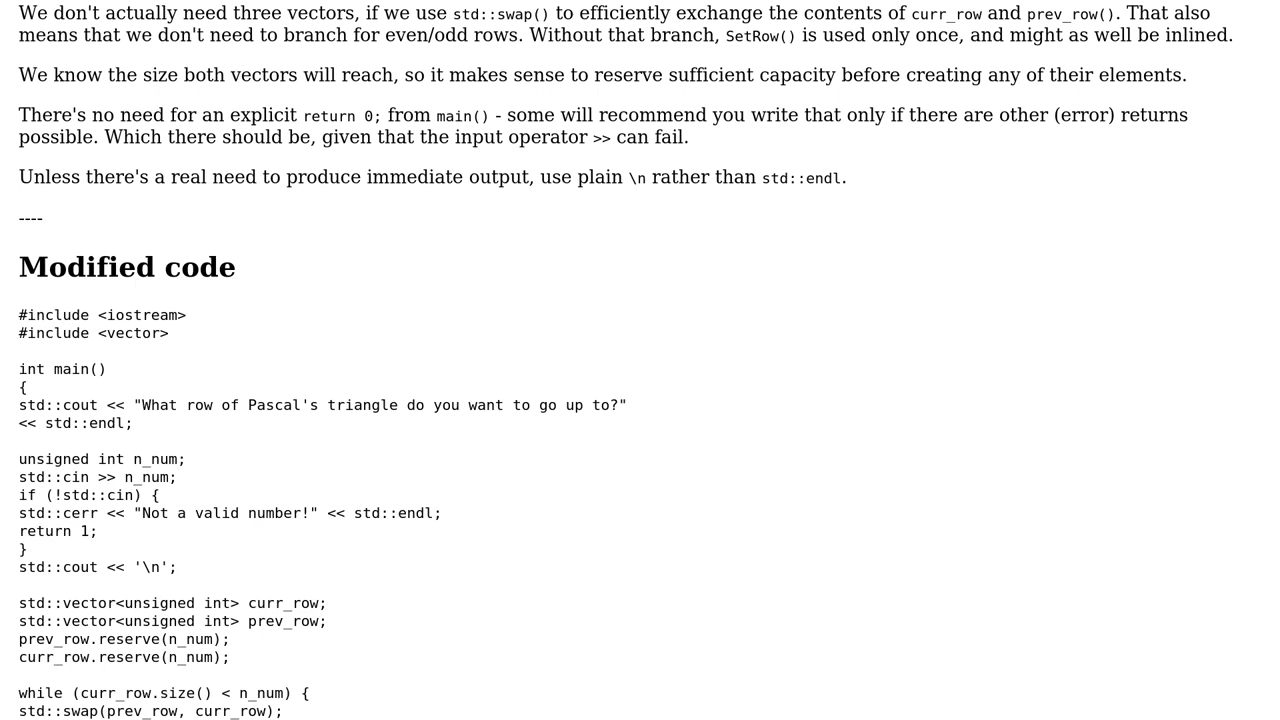 We don't actually need three vectors, if we use std::swap() to efficiently exchange the contents of curr_row and prev_row(). That also
means that we don't need to branch for even/odd rows. Without that branch, SetRow() is used only once, and might as well be inlined.
We know the size both vectors will reach, so it makes sense to reserve sufficient capacity before creating any of their elements.
There's no need for an explicit return 0; from main() - some will recommend you write that only if there are other (error) returns
possible. Which there should be, given that the input operator >> can fail.
Unless there's a real need to produce immediate output, use plain \n rather than std::endl.
----
Modified code
#include <iostream>
#include <vector>
int main()
{
std::cout << "What row of Pascal's triangle do you want to go up to?"
<< std::endl;
unsigned int n_num;
std::cin >> n_num;
if (!std::cin) {
std::cerr << "Not a valid number!" << std::endl;
return 1;
}
std::cout << '\n';
std::vector<unsigned int> curr_row;
std::vector<unsigned int> prev_row;
prev_row.reserve(n_num);
curr_row.reserve(n_num);
while (curr_row.size() < n_num) {
std::swap(prev_row, curr_row);